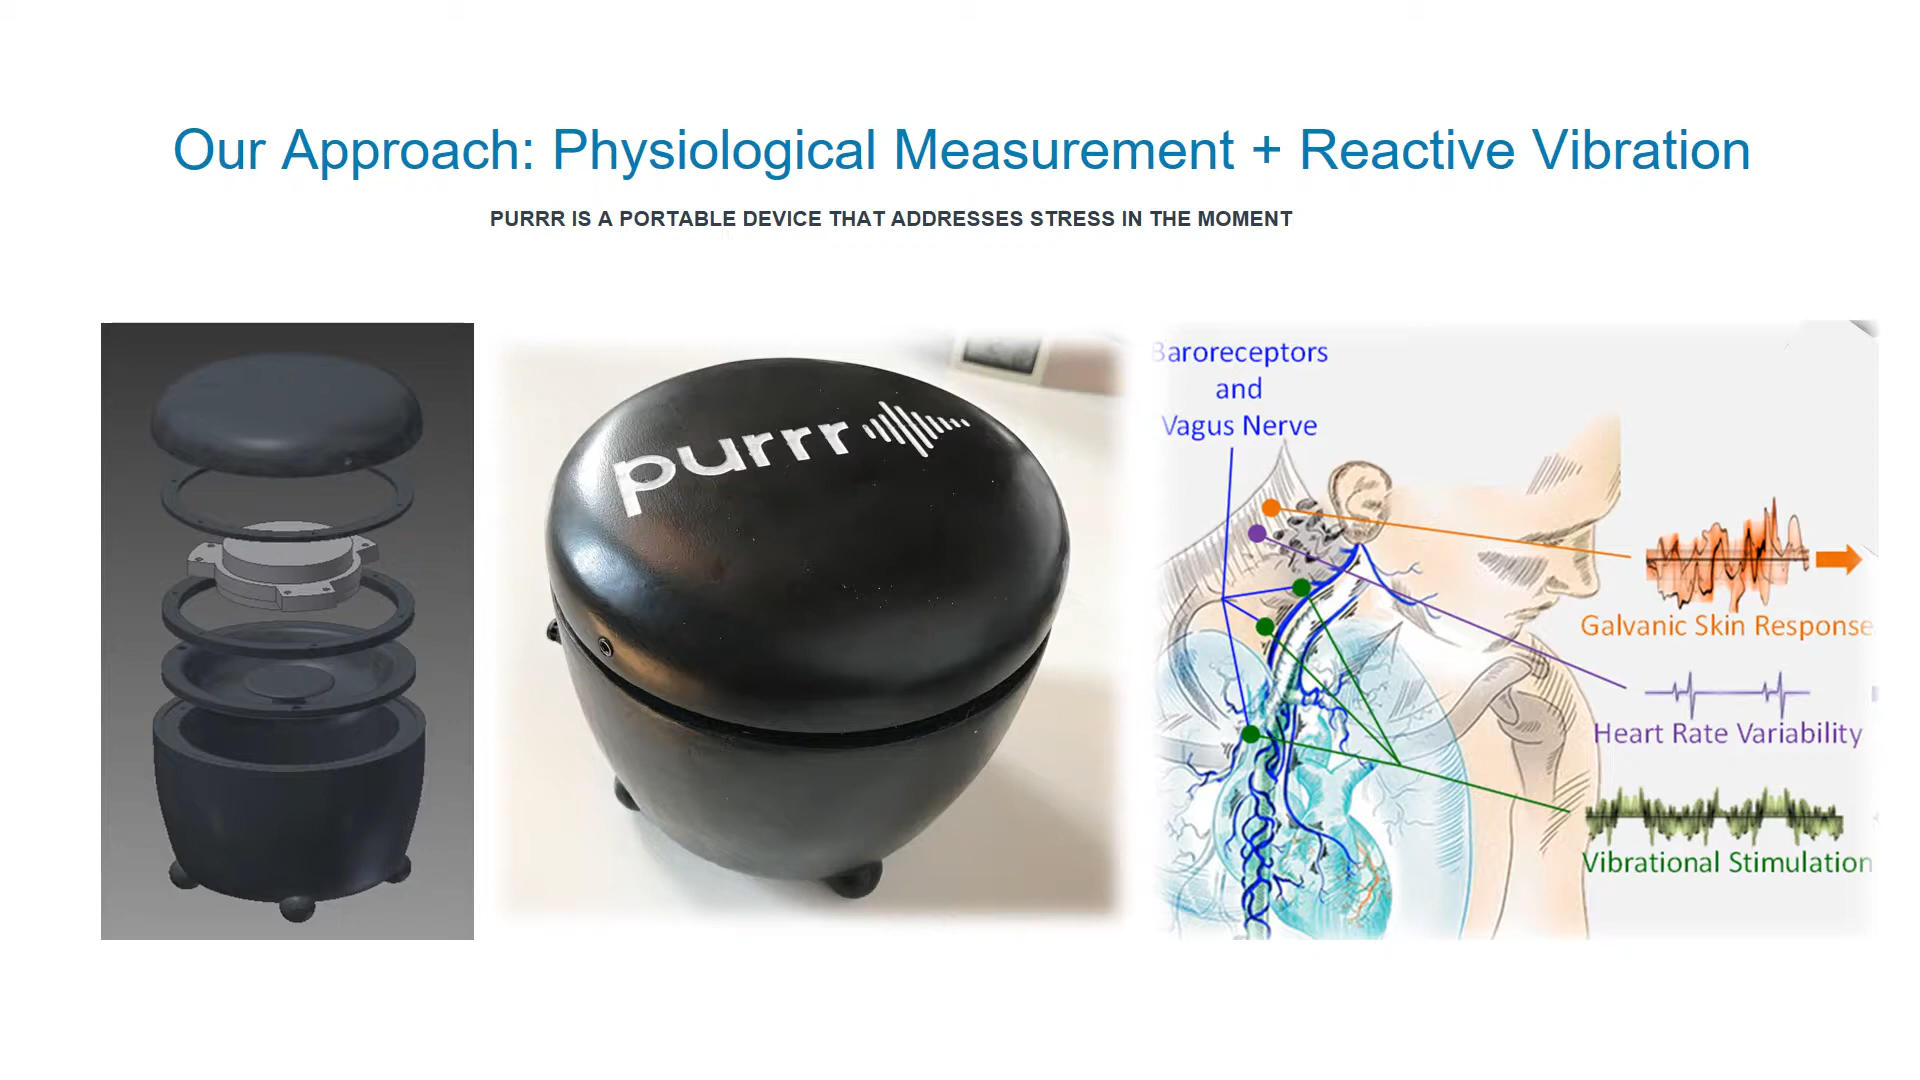 Our Approach: Physiological Measurement + Reactive Vibration
PURRR IS A PORTABLE DEVICE THAT ADDRESSES STRESS IN THE MOMENT
purrr
Baroreceptors
and
Vagus Nerve
Galvanic Skin Response
Heart Rate Variability
Vibrational Stimulation